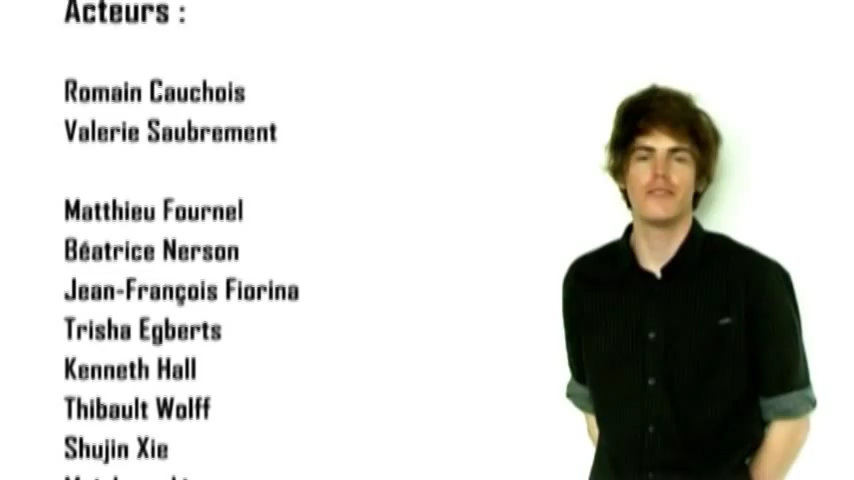 Acteurs :
Romain Cauchois
Valerie Saubrement
Matthieu Fournel
Béatrice Nerson
Jean-François Fiorina
Trisha Egberts
Kenneth Hall
Thibault Wolff
Shujin Xie